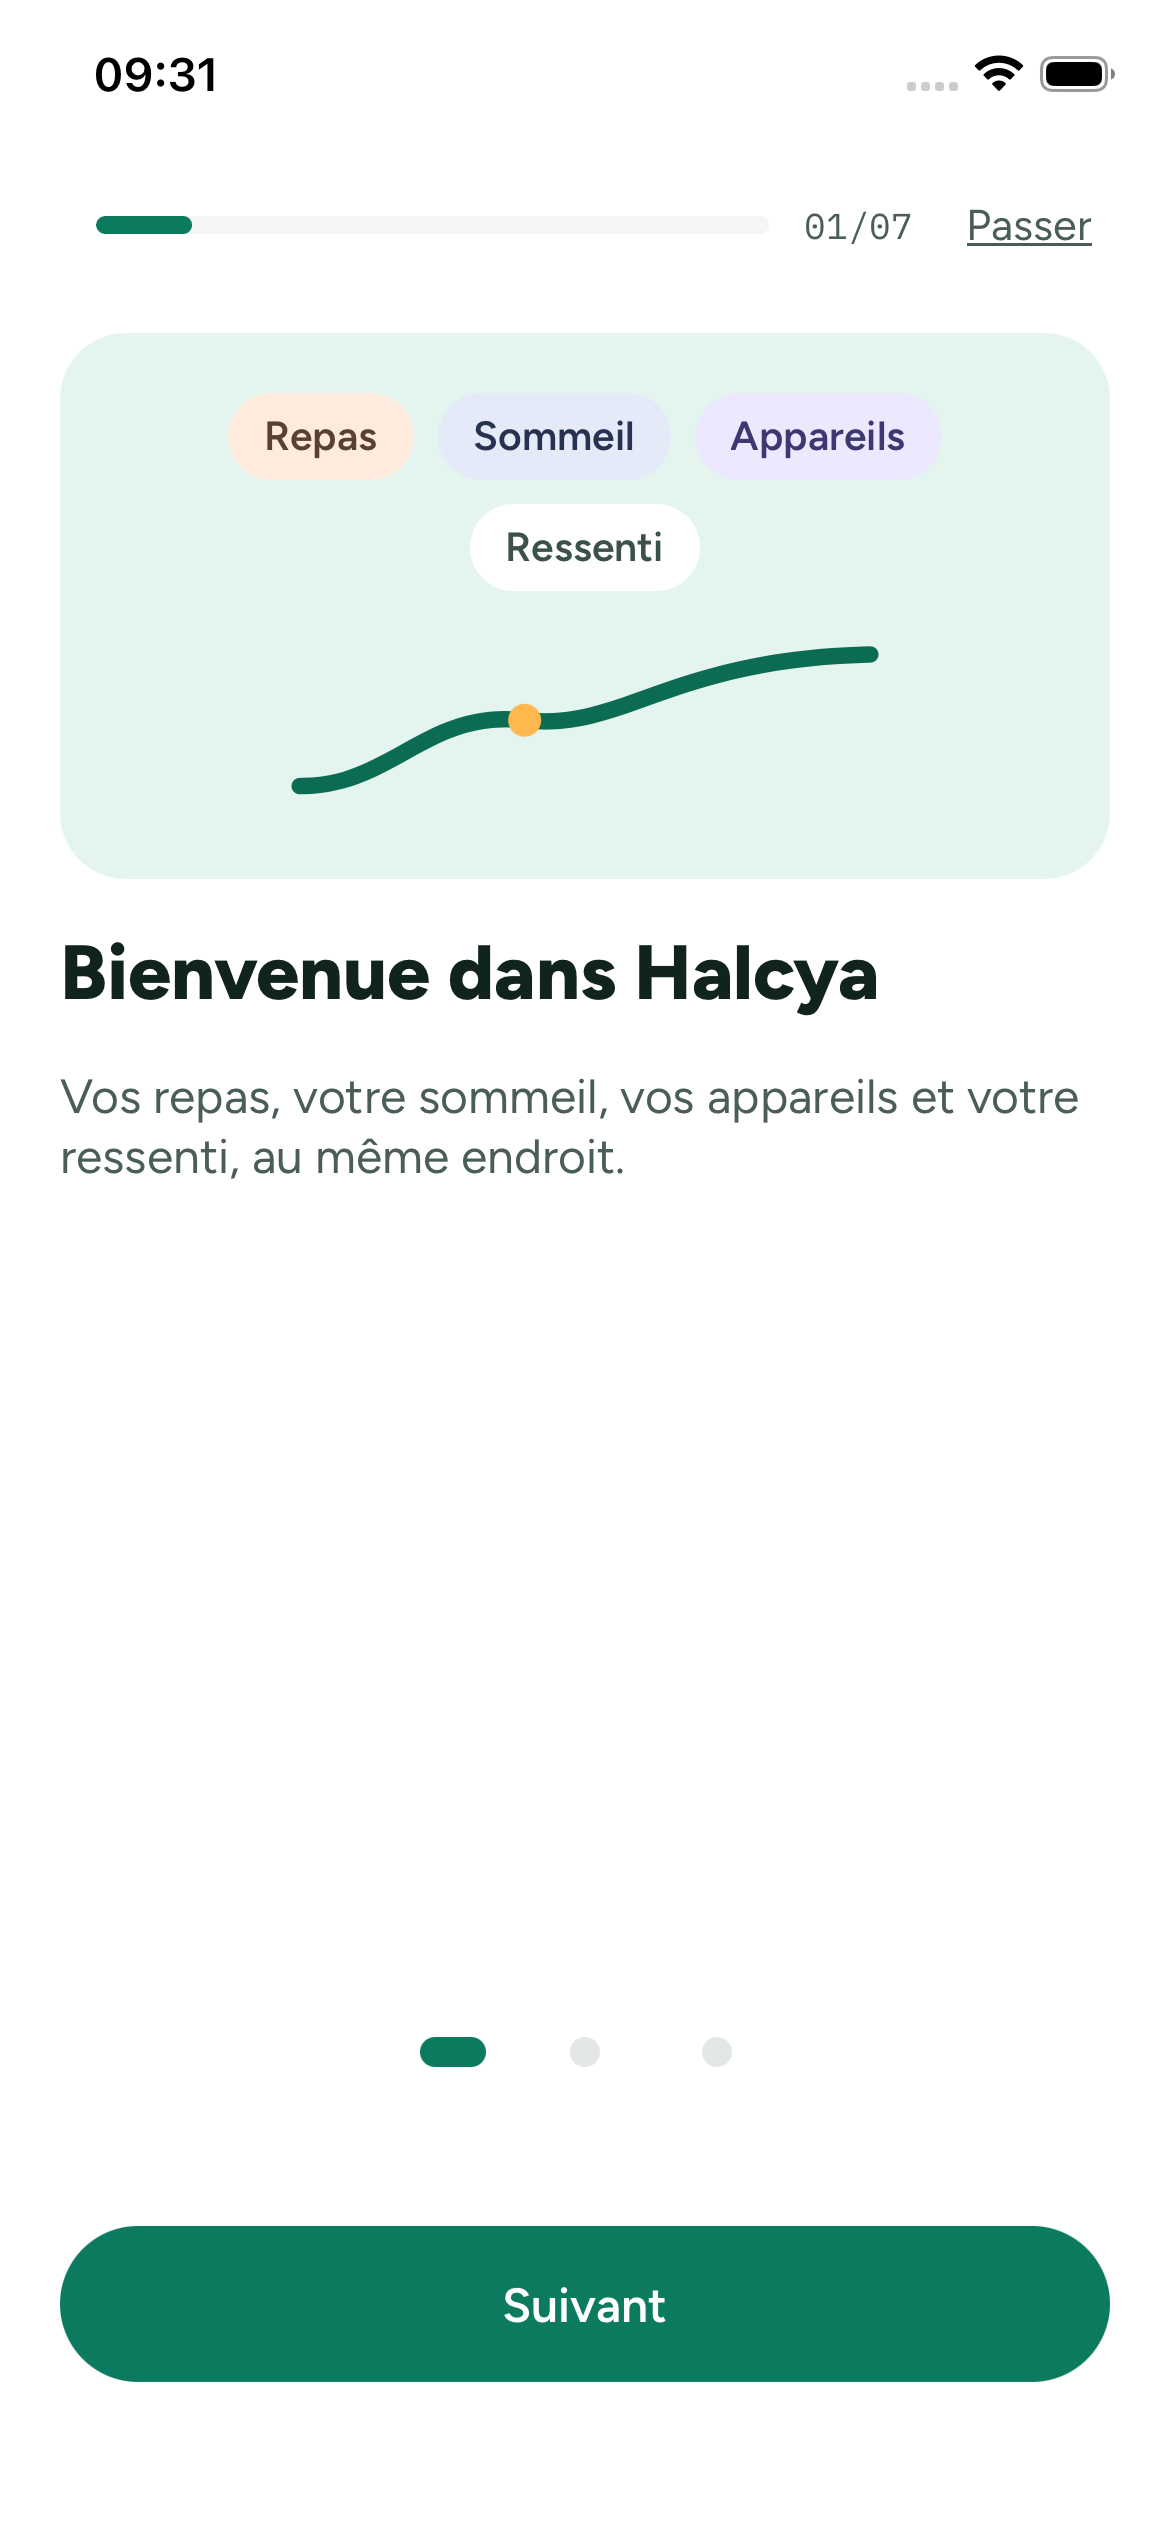 09:31
01/07 Passer
Repas Sommeil Appareils
Ressenti
Bienvenue dans Halcya
Vos repas, votre sommeil, vos appareils et votre
ressenti, au même endroit.
Suivant